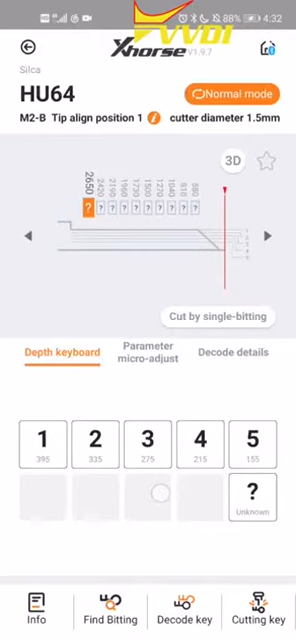 88% 4:32
VVDI
Xhorse V1.9.7
Silca
HU64
Normal mode
M2-B Tip align position 1 i cutter diameter 1.5mm
3D
2650 2420 2190 1960 1730 1500 1270 1040 810 580
? ? ? ? ? ? ? ? ? ?
Cut by single-bitting
Depth keyboard
Parameter
micro-adjust
Decode details
1 2 3 4 5
395 335 275 215 155
?
Unknown
Info Find Bitting Decode key Cutting key